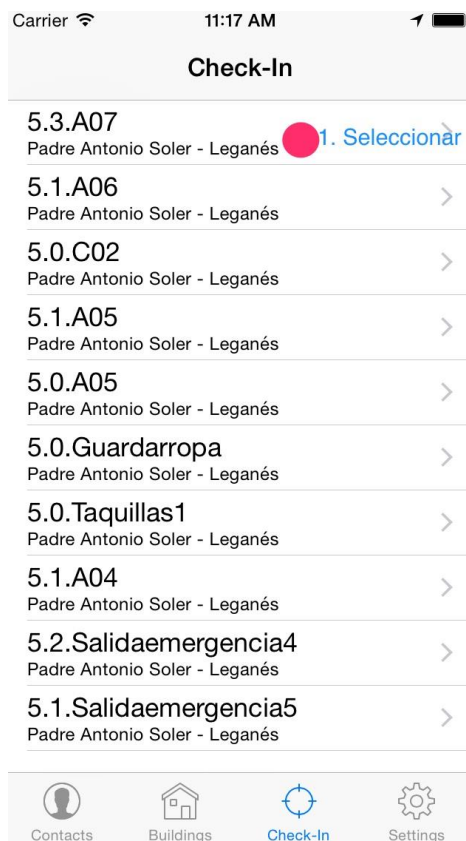 Carrier 11:17 AM
Check-In
5.3.A07
Padre Antonio Soler - Leganés
1. Seleccionar
5.1.A06
Padre Antonio Soler - Leganés
5.0.C02
Padre Antonio Soler - Leganés
5.1.A05
Padre Antonio Soler - Leganés
5.0.A05
Padre Antonio Soler - Leganés
5.0.Guardarropa
Padre Antonio Soler - Leganés
5.0.Taquillas1
Padre Antonio Soler - Leganés
5.1.A04
Padre Antonio Soler - Leganés
5.2.Salidaemergencia4
Padre Antonio Soler - Leganés
5.1.Salidaemergencia5
Padre Antonio Soler - Leganés
Contacts Buildings Check-In Settings